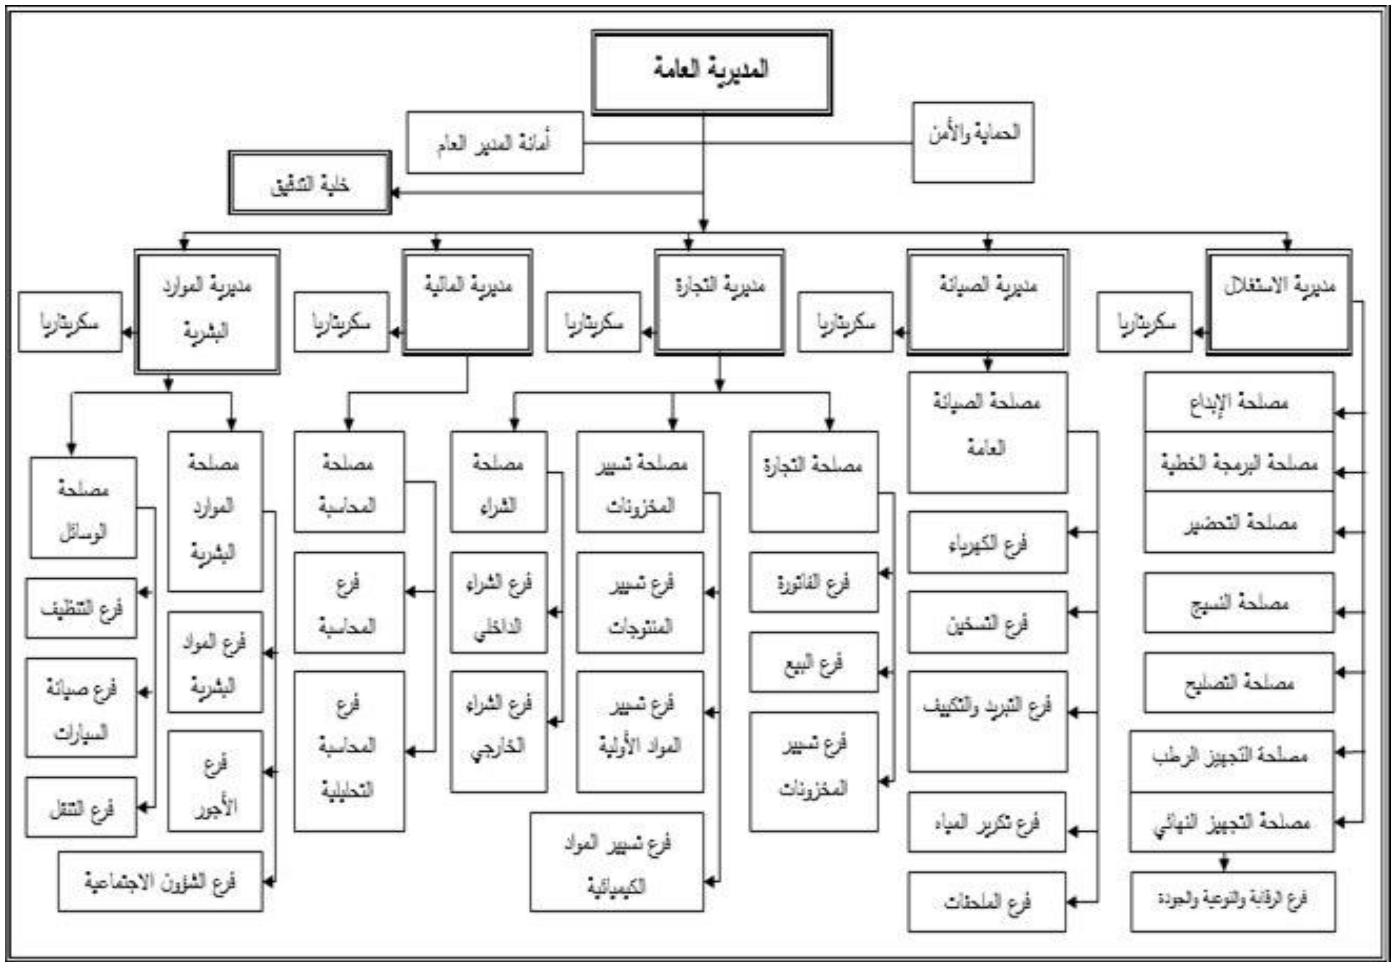 المديرية العامة
الحماية والأمن
أمانة المدير العام
خلية التدقيق
مديرية الاستغلال
سكريتاريا
مديرية الصيانة
سكريتاريا
مديرية التجارة
سكريتاريا
مديرية المالية
سكريتاريا
مديرية الموارد
البشرية
سكريتاريا
مصلحة الإبداع
مصلحة البرمجة الخطية
مصلحة التحضير
مصلحة النسيج
مصلحة التصليح
مصلحة التجهيز الرطب
مصلحة التجهيز النهائي
فرع الرقابة والنوعية والجودة
مصلحة الصيانة
العامة
فرع الكهرباء
فرع التسخين
فرع التبريد والتكييف
فرع تكرير المياه
فرع الملحقات
مصلحة التجارة
فرع الفاتورة
فرع البيع
فرع تسيير
المخزونات
مصلحة تسيير
المخزونات
فرع تسيير
المنتوجات
فرع تسيير
المواد الأولية
فرع تسيير المواد
الكيميائية
مصلحة
الشراء
فرع الشراء
الداخلي
فرع الشراء
الخارجي
مصلحة
المحاسبة
فرع
المحاسبة
فرع
المحاسبة
التحليلية
مصلحة
الموارد
البشرية
فرع المواد
البشرية
فرع
الأجور
فرع الشؤون الاجتماعية
مصلحة
الوسائل
فرع التنظيف
فرع صيانة
السيارات
فرع التنقل